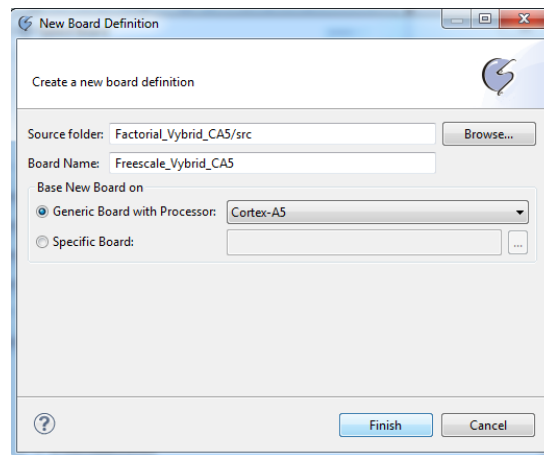 New Board Definition
Create a new board definition
Source folder: Factorial_Vybrid_CA5/src Browse...
Board Name: Freescale_Vybrid_CA5
Base New Board on
Generic Board with Processor: Cortex-A5
Specific Board: ...
? Finish Cancel